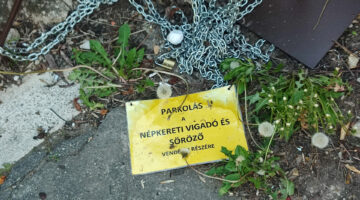 PARKOLÁS
A
NÉPKERETI VIGADÓ ÉS
SÖRÖZŐ
VENDÉGEI RÉSZÉRE